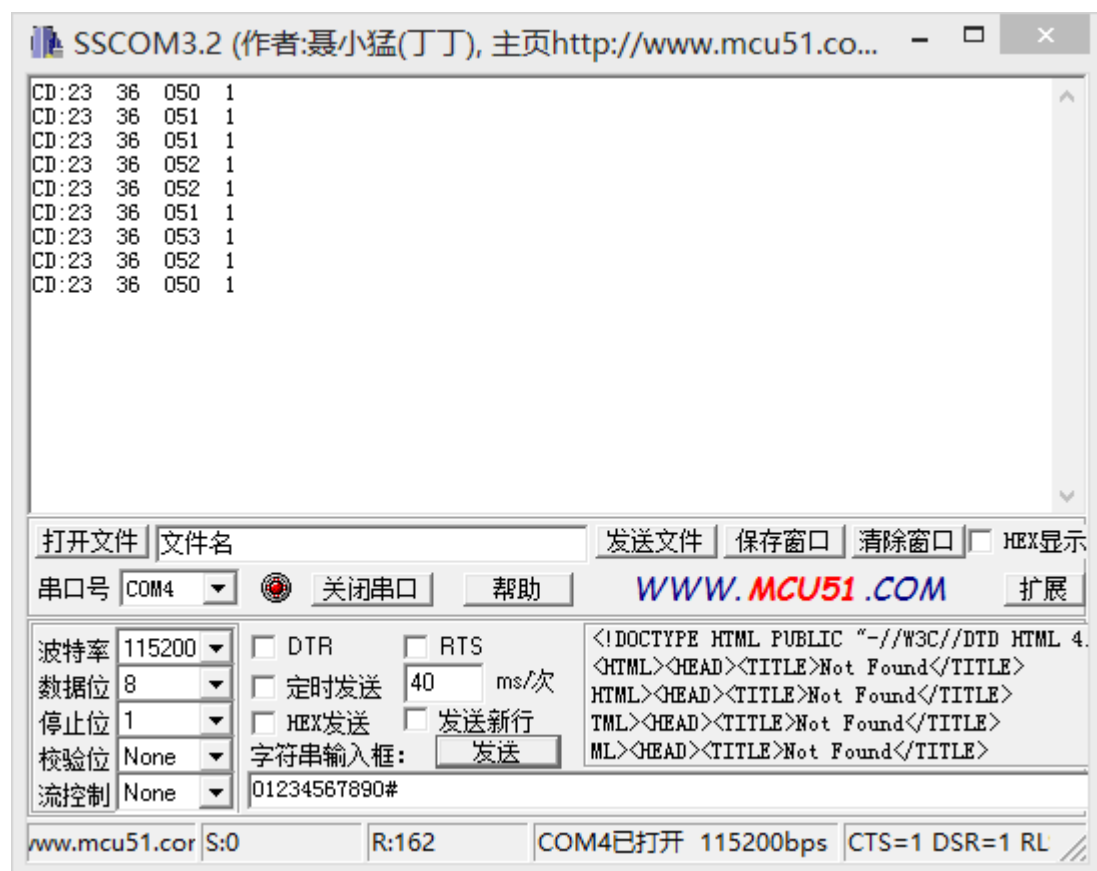 SSCOM3.2 (作者:聂小猛(丁丁), 主页http://www.mcu51.co...
CD:23 36 050 1
CD:23 36 051 1
CD:23 36 051 1
CD:23 36 052 1
CD:23 36 052 1
CD:23 36 051 1
CD:23 36 053 1
CD:23 36 052 1
CD:23 36 050 1
打开文件 文件名 发送文件 保存窗口 清除窗口 HEX显示
串口号 COM4 关闭串口 帮助 WWW.MCU51.COM 扩展
波特率 115200 DTR RTS
数据位 8 定时发送 40 ms/次
停止位 1 HEX发送 发送新行
校验位 None 字符串输入框: 发送
流控制 None 01234567890#
<!DOCTYPE HTML PUBLIC “-//W3C//DTD HTML 4.
<HTML><HEAD><TITLE>Not Found</TITLE>
HTML><HEAD><TITLE>Not Found</TITLE>
TML><HEAD><TITLE>Not Found</TITLE>
ML><HEAD><TITLE>Not Found</TITLE>
www.mcu51.cor S:0 R:162 COM4已打开 115200bps CTS=1 DSR=1 RL